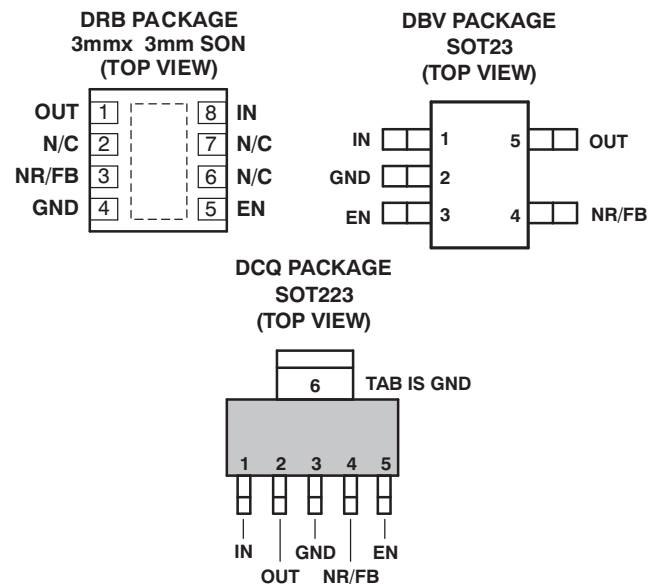 DRB PACKAGE
3mmx 3mm SON
(TOP VIEW)
OUT 1 8 IN
N/C 2 7 N/C
NR/FB 3 6 N/C
GND 4 5 EN
DBV PACKAGE
SOT23
(TOP VIEW)
IN 1 5 OUT
GND 2
EN 3 4 NR/FB
DCQ PACKAGE
SOT223
(TOP VIEW)
6 TAB IS GND
1 2 3 4 5
IN GND EN
OUT NR/FB